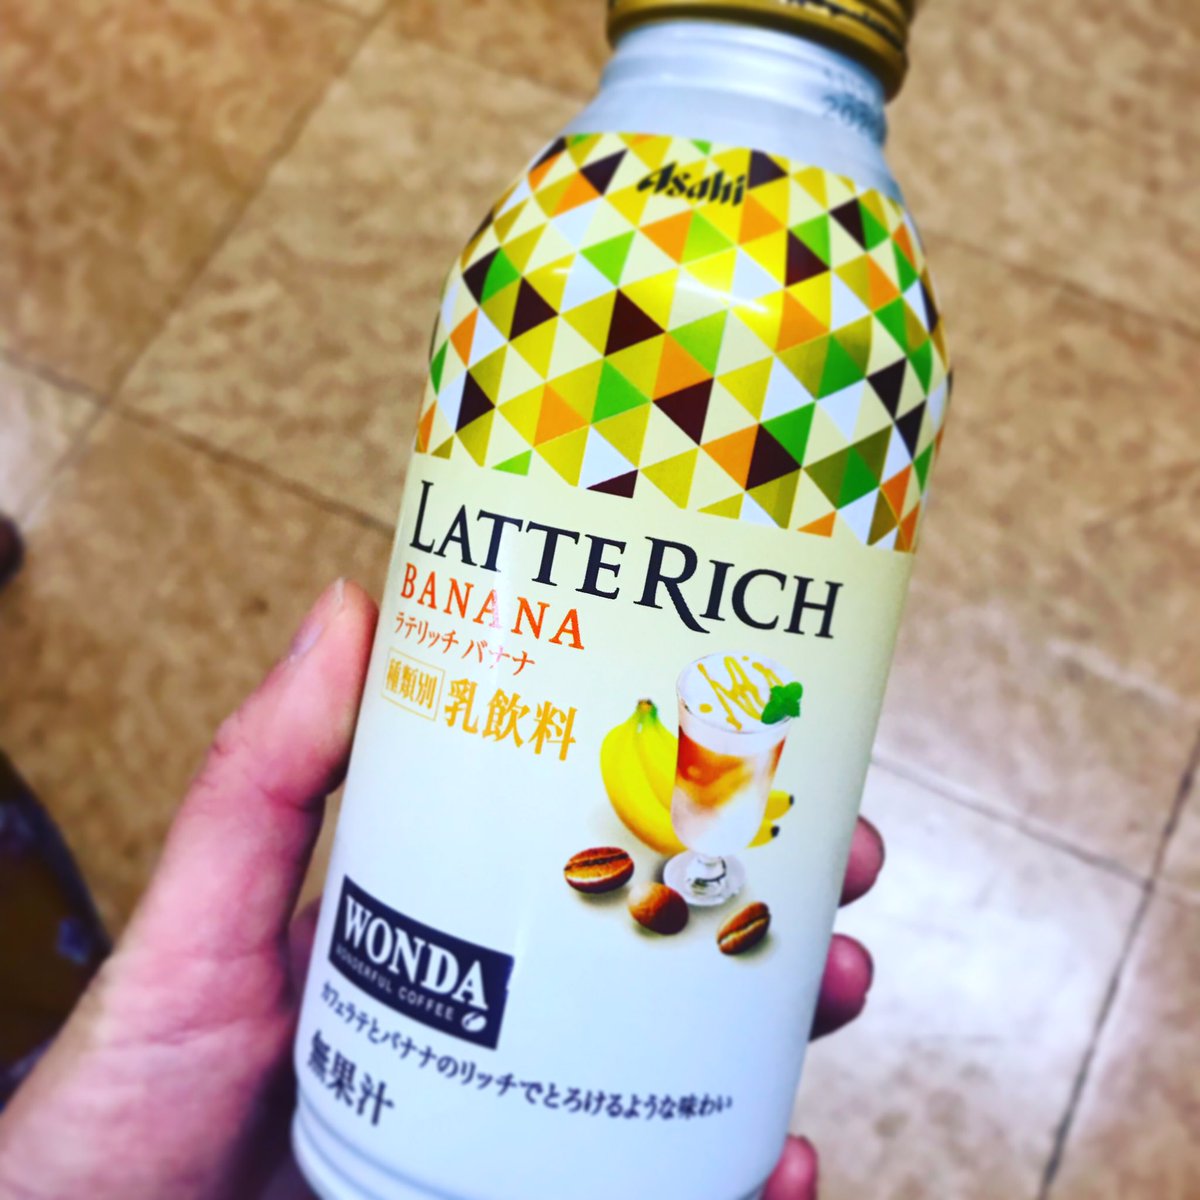 Asahi
LATTE RICH
BANANA
ラテリッチ バナナ
種類別 乳飲料
WONDA
WONDERFUL COFFEE
カフェラテとバナナのリッチでとろけるような味わい
無果汁